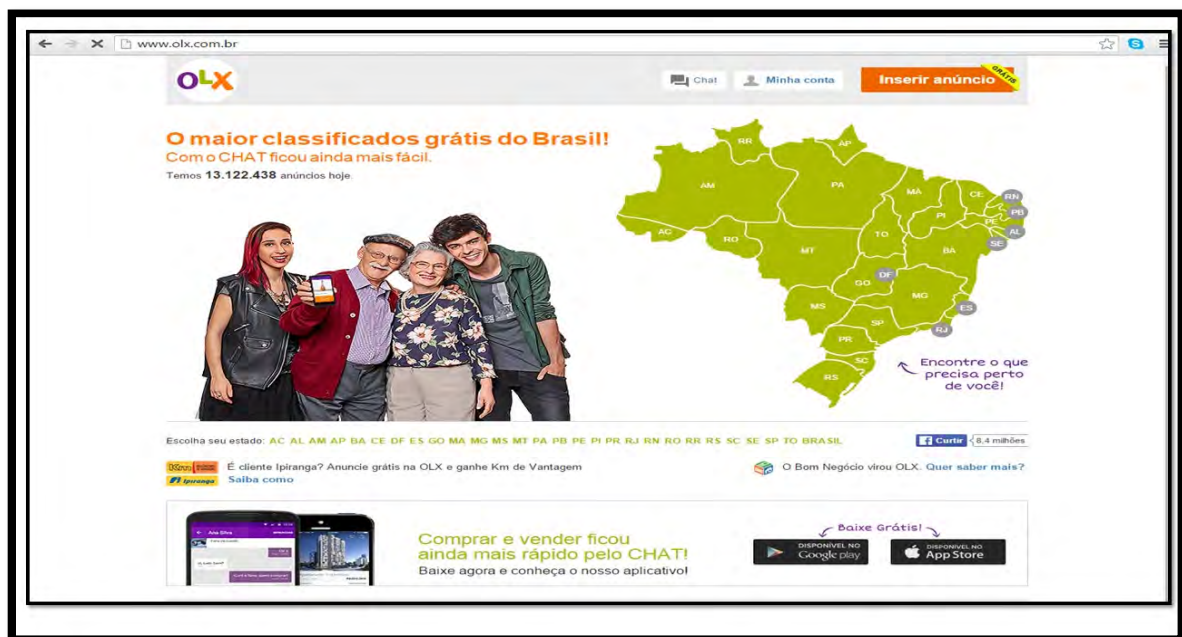 www.olx.com.br
OLX
Chat
Minha conta
Inserir anúncio
GRÁTIS
O maior classificados grátis do Brasil!
Com o CHAT ficou ainda mais fácil.
Temos 13.122.438 anúncios hoje.
RR
AP
AM
PA
MA
CE
RN
PB
PI
PE
AL
AC
RO
TO
SE
MT
BA
DF
GO
MG
MS
ES
SP
RJ
PR
SC
RS
Encontre o que
precisa perto
de você!
Escolha seu estado: AC AL AM AP BA CE DF ES GO MA MG MS MT PA PB PE PI PR RJ RN RO RR RS SC SE SP TO BRASIL
Curtir 8,4 milhões
Km
É cliente Ipiranga? Anuncie grátis na OLX e ganhe Km de Vantagem
Ipiranga
Saiba como
O Bom Negócio virou OLX. Quer saber mais?
Ana Silva
Comprar e vender ficou
ainda mais rápido pelo CHAT!
Baixe agora e conheça o nosso aplicativo!
Baixe Grátis!
DISPONÍVEL NO
Google play
DISPONÍVEL NO
App Store